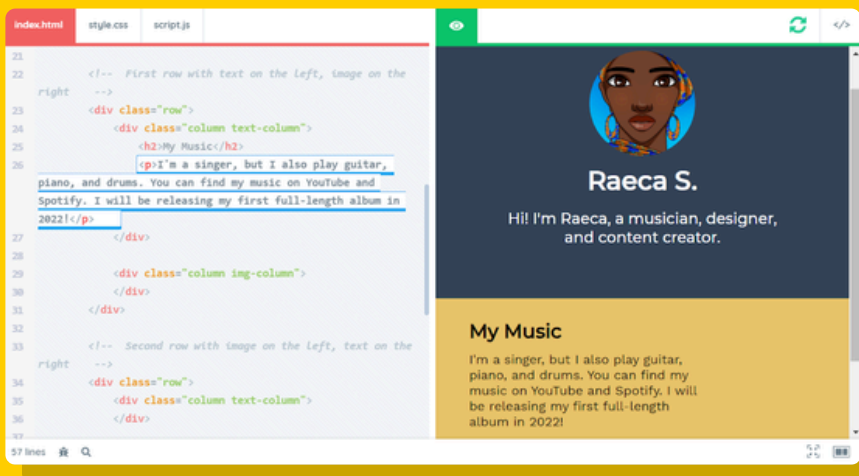 index.html style.css script.js
</>
21
22 <!-- First row with text on the left, image on the
right -->
23 <div class="row">
24 <div class="column text-column">
25 <h2>My Music</h2>
26 <p>I'm a singer, but I also play guitar,
piano, and drums. You can find my music on YouTube and
Spotify. I will be releasing my first full-length album in
2022!</p>
27 </div>
28
29 <div class="column img-column">
30 </div>
31 </div>
32
33 <!-- Second row with image on the left, text on the
right -->
34 <div class="row">
35 <div class="column text-column">
36 </div>
37
57 lines
Raeca S.
Hi! I'm Raeca, a musician, designer,
and content creator.
My Music
I'm a singer, but I also play guitar,
piano, and drums. You can find my
music on YouTube and Spotify. I will
be releasing my first full-length
album in 2022!